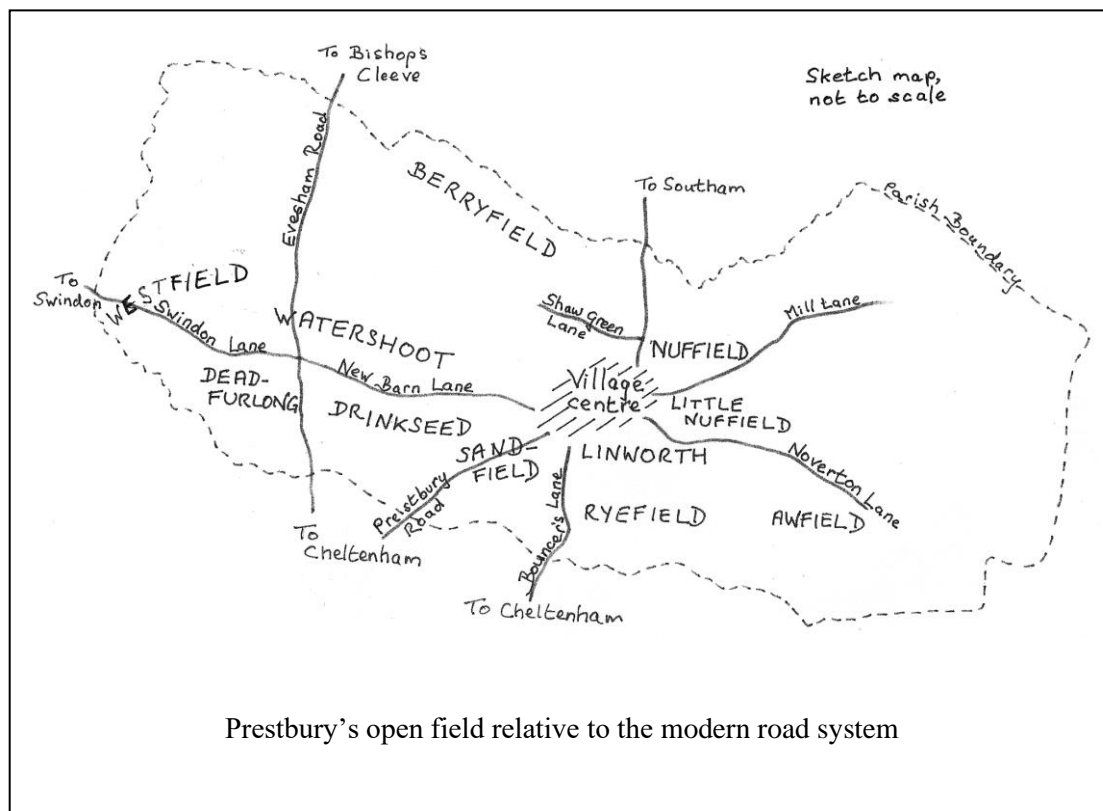 To Bishops
Cleeve
Sketch map,
not to scale
Evesham Road
BERRYFIELD
To Southam
Parish Boundary
To
Swindon
WESTFIELD
Swindon Lane
WATERSHOOT
Shaw Green
Lane
Mill Lane
NUFFIELD
New Barn Lane
Village
centre
DEAD-
FURLONG
DRINKSEED
LITTLE
NUFFIELD
SAND-
FIELD
LINWORTH
Noverton Lane
Prestbury
Road
Bouncer's Lane
RYEFIELD
AWFIELD
To
Cheltenham
To Cheltenham
Prestbury’s open field relative to the modern road system